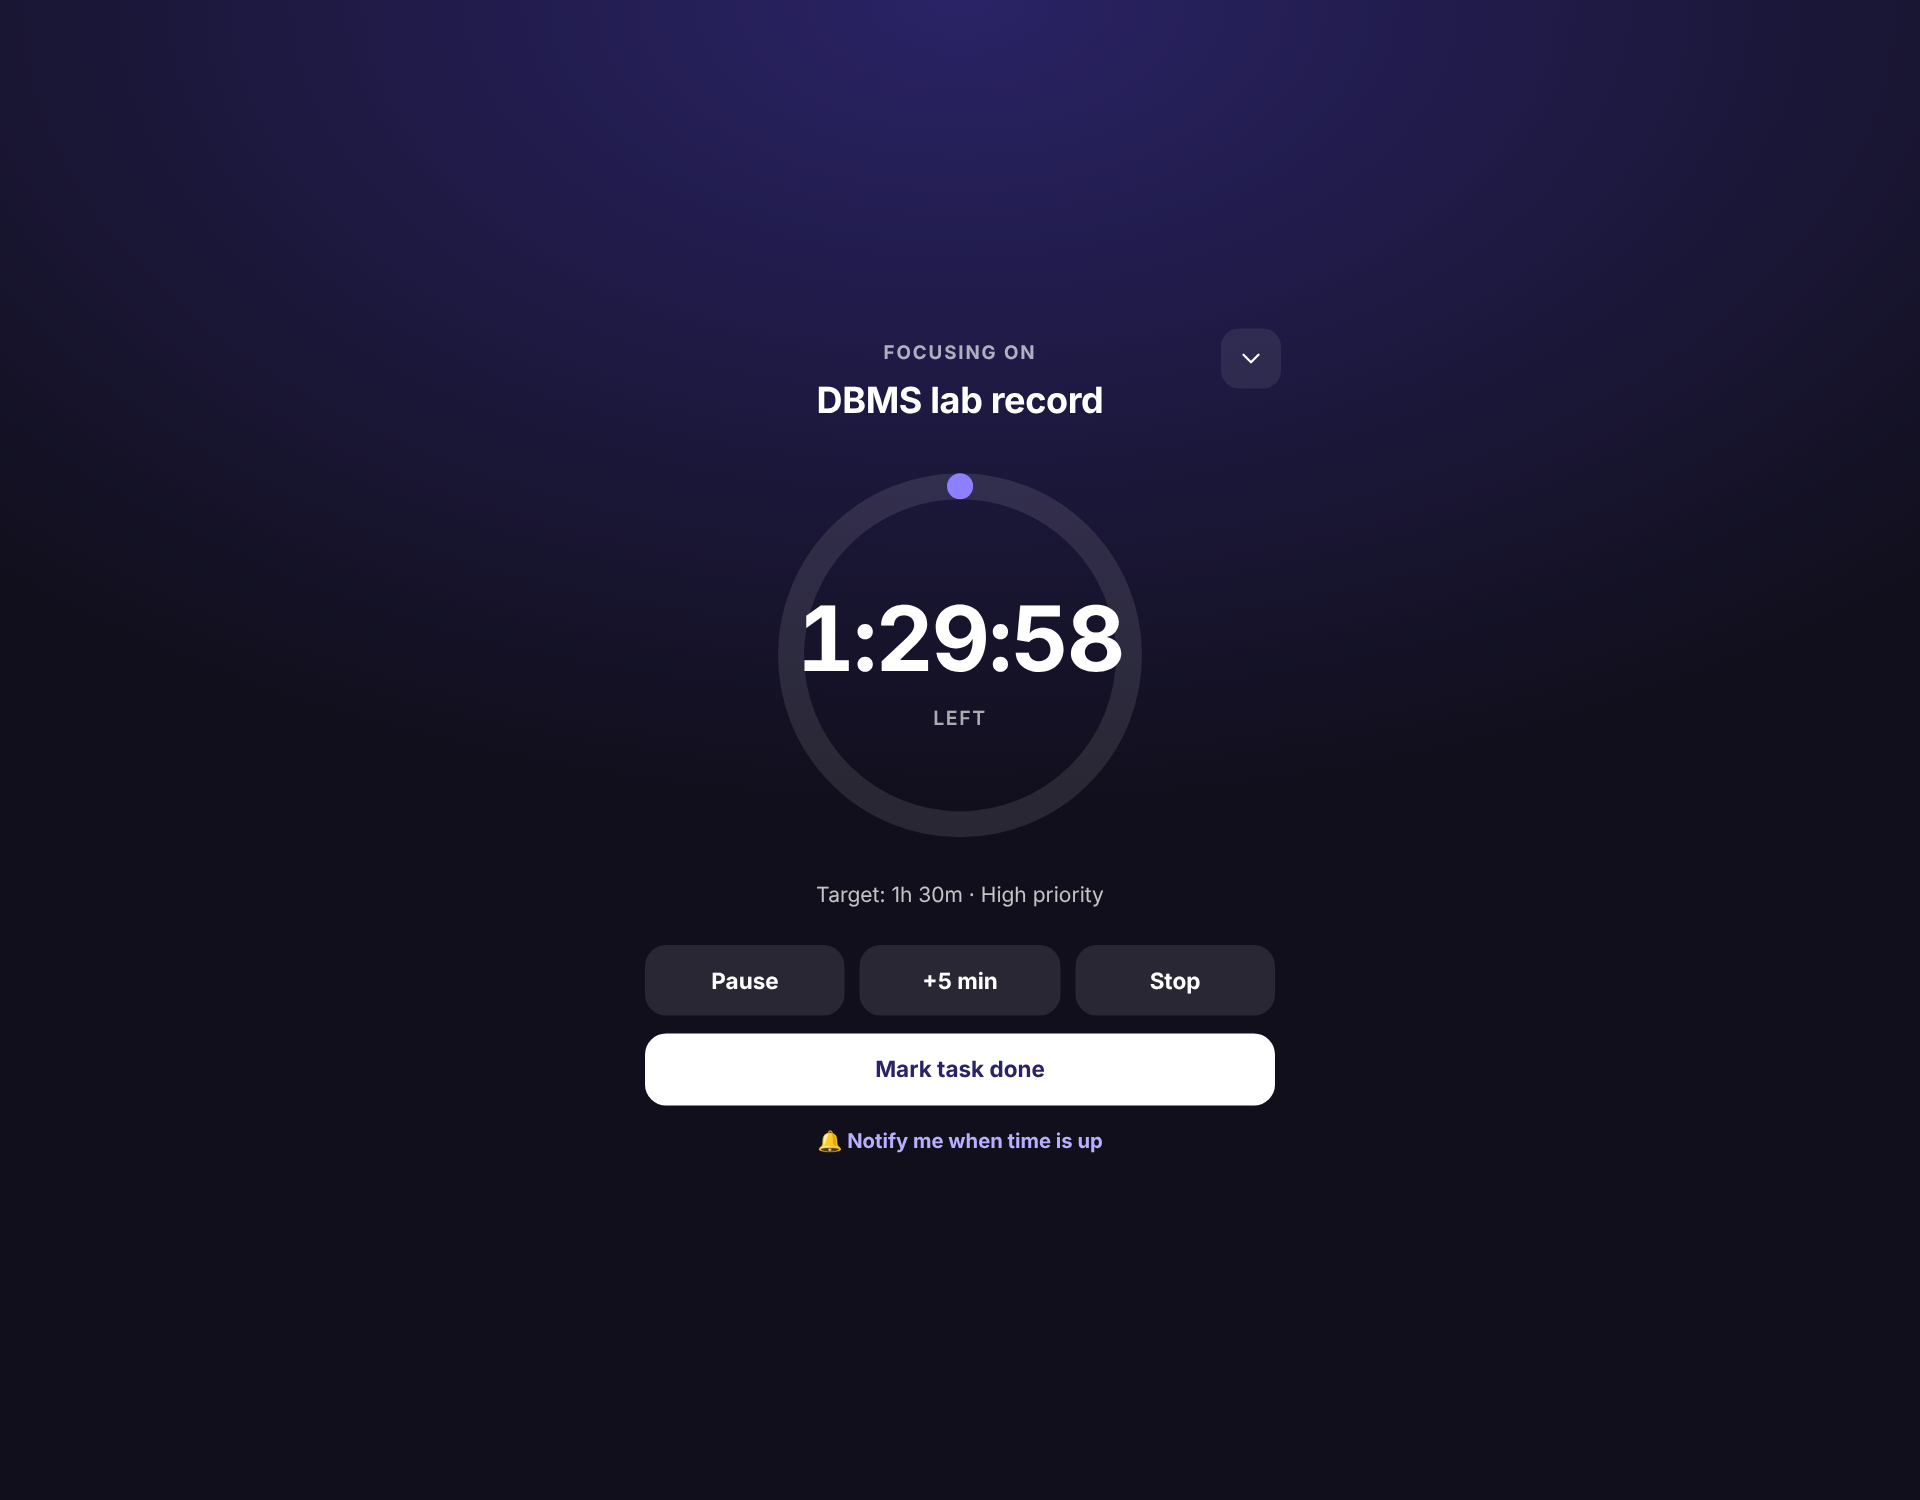 FOCUSING ON
DBMS lab record
1:29:58
LEFT
Target: 1h 30m · High priority
Pause
+5 min
Stop
Mark task done
🔔 Notify me when time is up